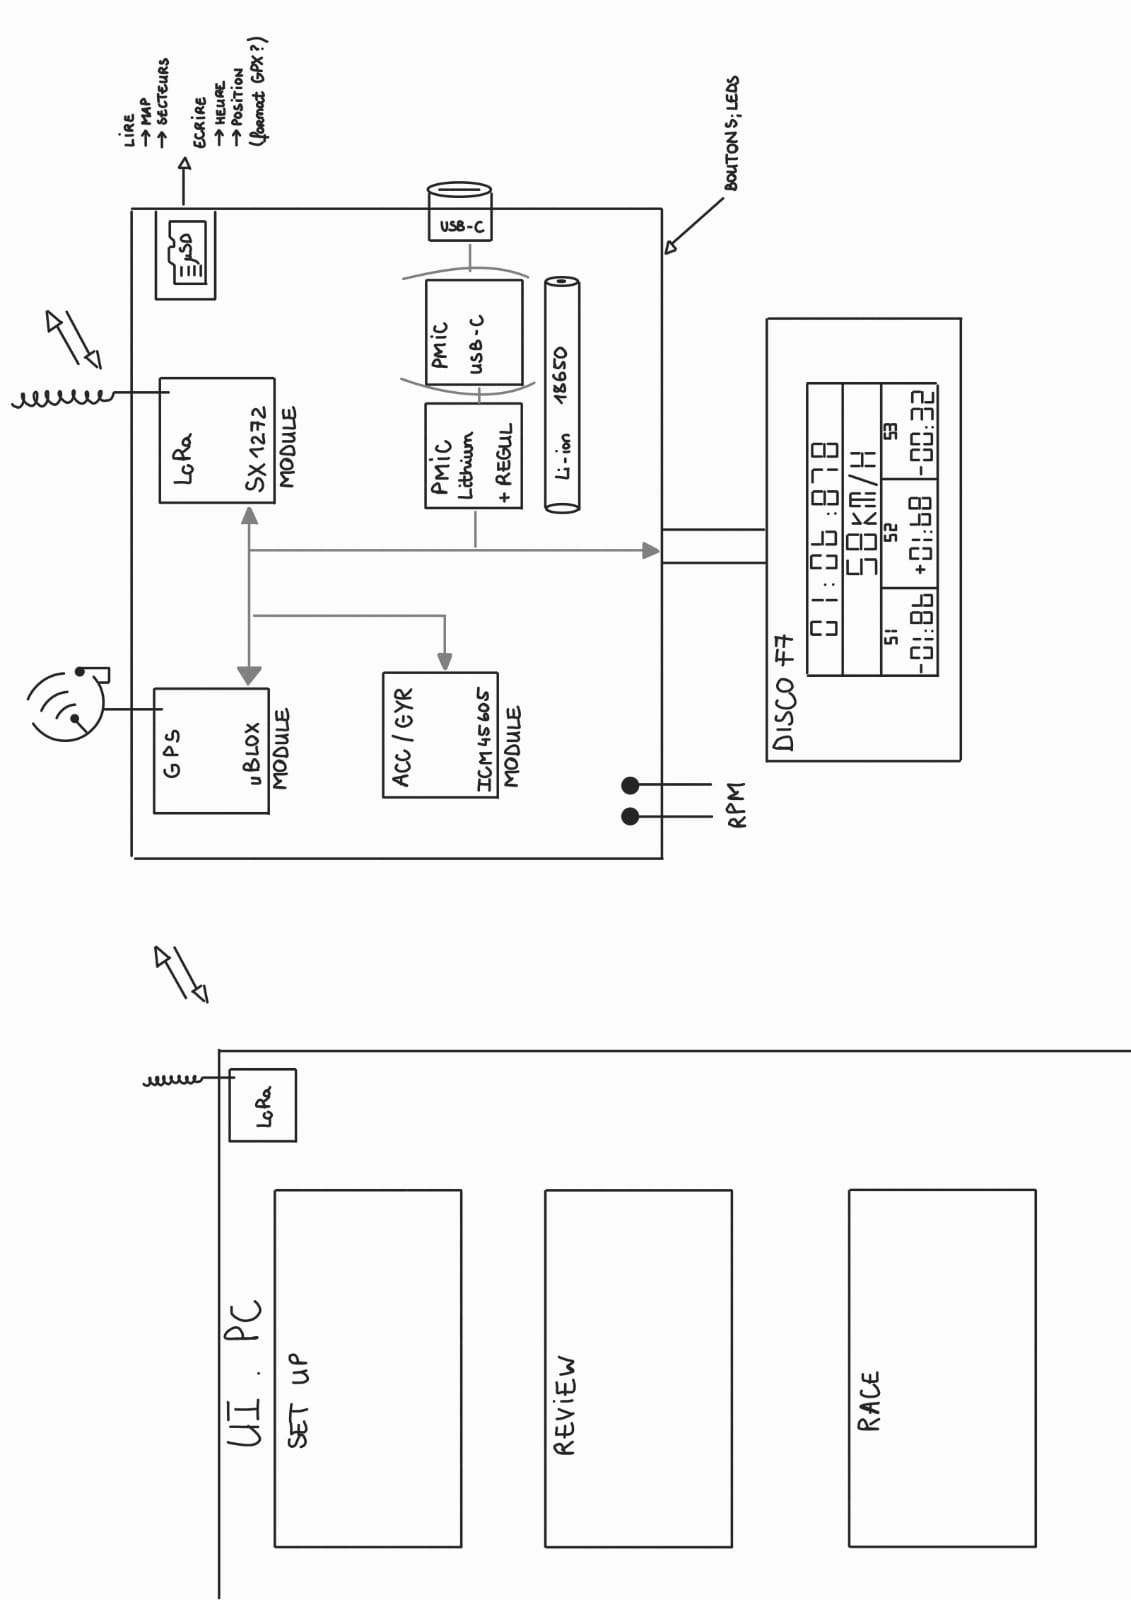 UI . PC
LoRa
SET UP
REViEW
RACE
GPS
uBLOX
MODULE
LoRa
SX1272
MODULE
µSD
LiRE
→ MAP
→ SECTEURS
ECRiRE
→ HEURE
→ POSiTiON
(format GPX?)
ACC / GYR
ICM 45605
MODULE
PMiC
Lithium
+ REGUL
PMiC
USB-C
USB-C
Li-ion 18650
RPM
BOUTONS; LEDS
DISCO F7
01:06:878
58KM/H
S1 S2 S3
-01:86 +01:68 -00:32